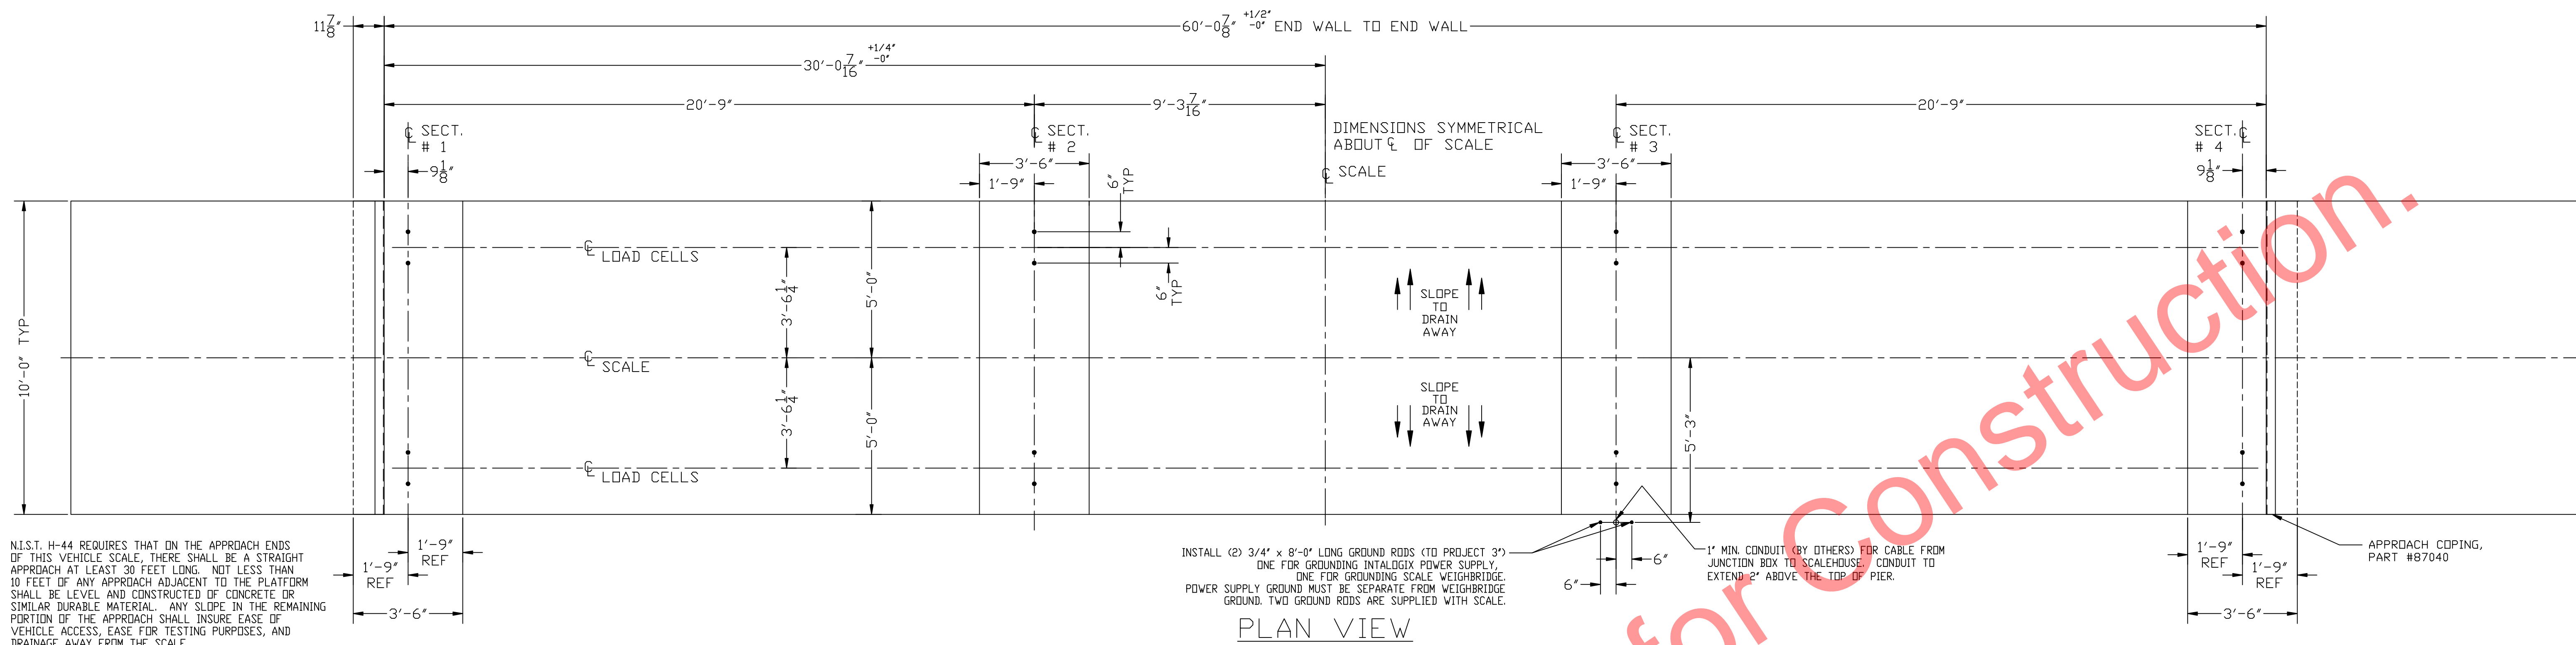 11 7/8"
60'-0 7/8" +1/2" -0" END WALL TO END WALL
30'-0 7/16" +1/4" -0"
20'-9"
9'-3 7/16"
20'-9"
℄ SECT.
# 1
9 1/8"
℄ SECT.
# 2
3'-6"
1'-9"
6"
TYP
6"
TYP
DIMENSIONS SYMMETRICAL
ABOUT ℄ OF SCALE
℄ SCALE
℄ SECT.
# 3
3'-6"
1'-9"
SECT. ℄
# 4
9 1/8"
10'-0" TYP
℄ LOAD CELLS
3'-6 1/4"
5'-0"
℄ SCALE
3'-6 1/4"
5'-0"
℄ LOAD CELLS
SLOPE
TO
DRAIN
AWAY
SLOPE
TO
DRAIN
AWAY
5'-3"
N.I.S.T. H-44 REQUIRES THAT ON THE APPROACH ENDS
OF THIS VEHICLE SCALE, THERE SHALL BE A STRAIGHT
APPROACH AT LEAST 30 FEET LONG. NOT LESS THAN
10 FEET OF ANY APPROACH ADJACENT TO THE PLATFORM
SHALL BE LEVEL AND CONSTRUCTED OF CONCRETE OR
SIMILAR DURABLE MATERIAL. ANY SLOPE IN THE REMAINING
PORTION OF THE APPROACH SHALL INSURE EASE OF
VEHICLE ACCESS, EASE FOR TESTING PURPOSES, AND
DRAINAGE AWAY FROM THE SCALE
1'-9"
REF
1'-9"
REF
3'-6"
INSTALL (2) 3/4" x 8'-0" LONG GROUND RODS (TO PROJECT 3")
ONE FOR GROUNDING INTALOGIX POWER SUPPLY,
ONE FOR GROUNDING SCALE WEIGHBRIDGE.
POWER SUPPLY GROUND MUST BE SEPARATE FROM WEIGHBRIDGE
GROUND. TWO GROUND RODS ARE SUPPLIED WITH SCALE.
6"
6"
1" MIN. CONDUIT (BY OTHERS) FOR CABLE FROM
JUNCTION BOX TO SCALEHOUSE. CONDUIT TO
EXTEND 2" ABOVE THE TOP OF PIER.
1'-9"
REF
1'-9"
REF
3'-6"
APPROACH COPING,
PART #87040
PLAN VIEW
for Construction.